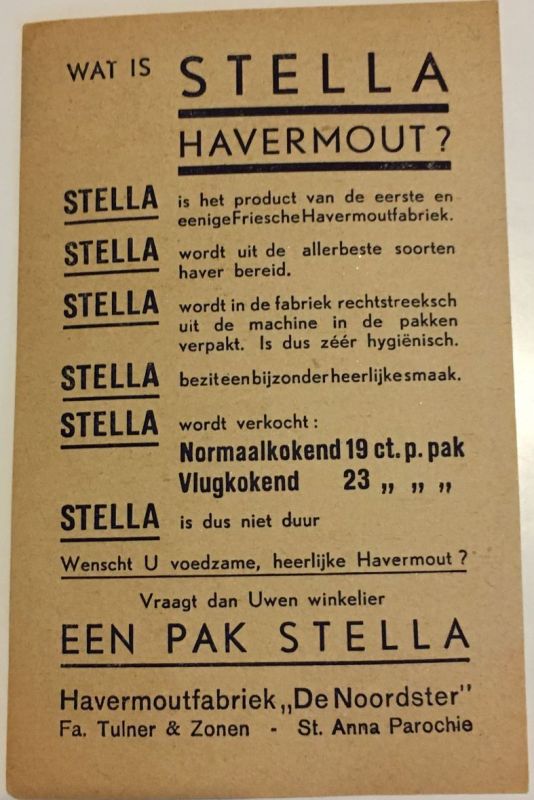 WAT IS STELLA
HAVERMOUT?
STELLA is het product van de eerste en
eenige Friesche Havermoutfabriek.
STELLA wordt uit de allerbeste soorten
haver bereid.
STELLA wordt in de fabriek rechtstreeksch
uit de machine in de pakken
verpakt. Is dus zéér hygiënisch.
STELLA bezit een bijzonder heerlijke smaak.
STELLA wordt verkocht:
Normaalkokend 19 ct. p. pak
Vlugkokend 23 „ „ „
STELLA is dus niet duur
Wenscht U voedzame, heerlijke Havermout?
Vraagt dan Uwen winkelier
EEN PAK STELLA
Havermoutfabriek „De Noordster"
Fa. Tulner & Zonen - St. Anna Parochie